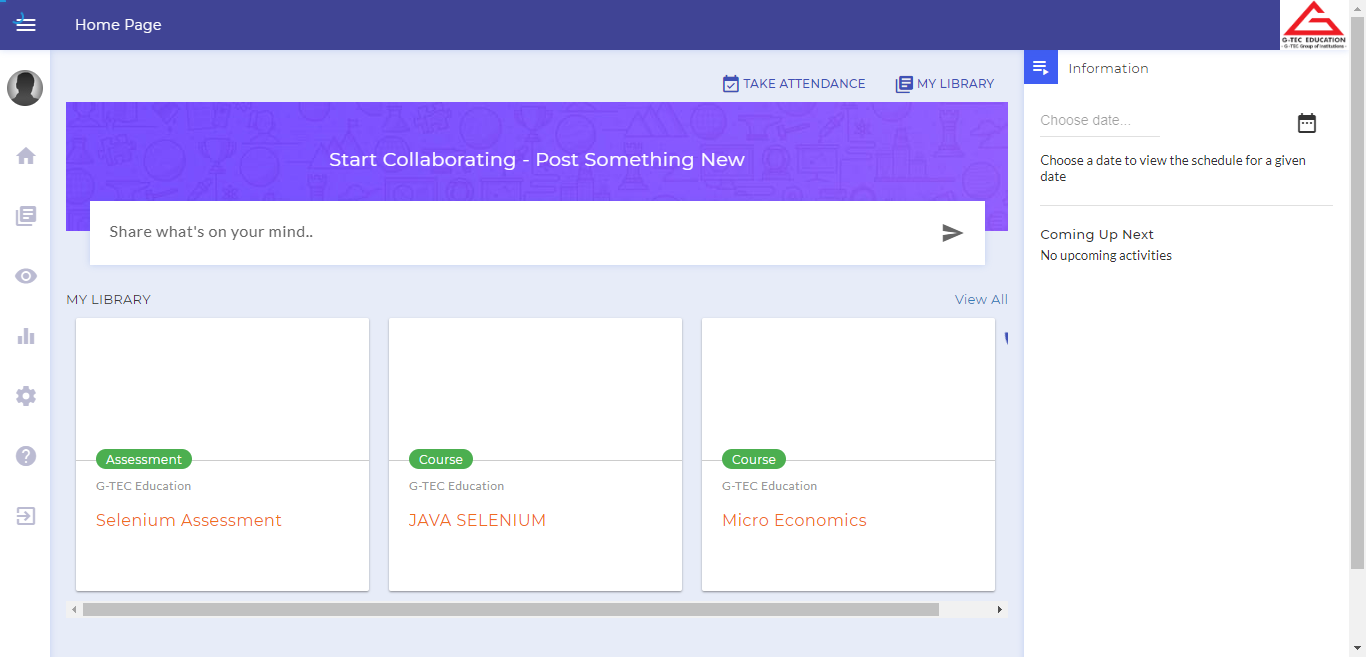 Home Page
G-TEC EDUCATION
- G-TEC Group of Institutions -
TAKE ATTENDANCE
MY LIBRARY
Start Collaborating - Post Something New
Share what's on your mind..
MY LIBRARY
View All
Assessment
G-TEC Education
Selenium Assessment
Course
G-TEC Education
JAVA SELENIUM
Course
G-TEC Education
Micro Economics
Information
Choose date...
Choose a date to view the schedule for a given
date
Coming Up Next
No upcoming activities